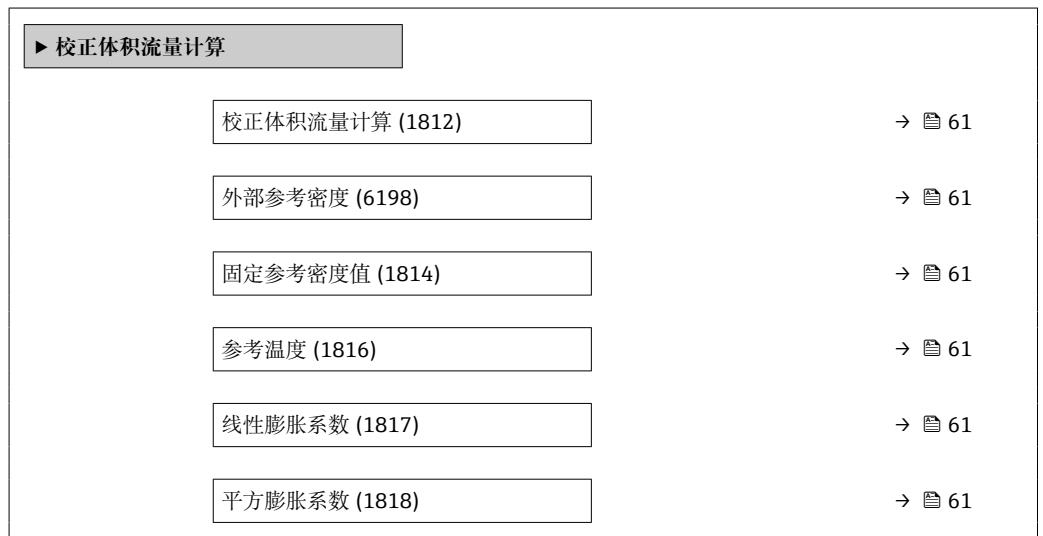 ▶ 校正体积流量计算
校正体积流量计算 (1812) → 61
外部参考密度 (6198) → 61
固定参考密度值 (1814) → 61
参考温度 (1816) → 61
线性膨胀系数 (1817) → 61
平方膨胀系数 (1818) → 61